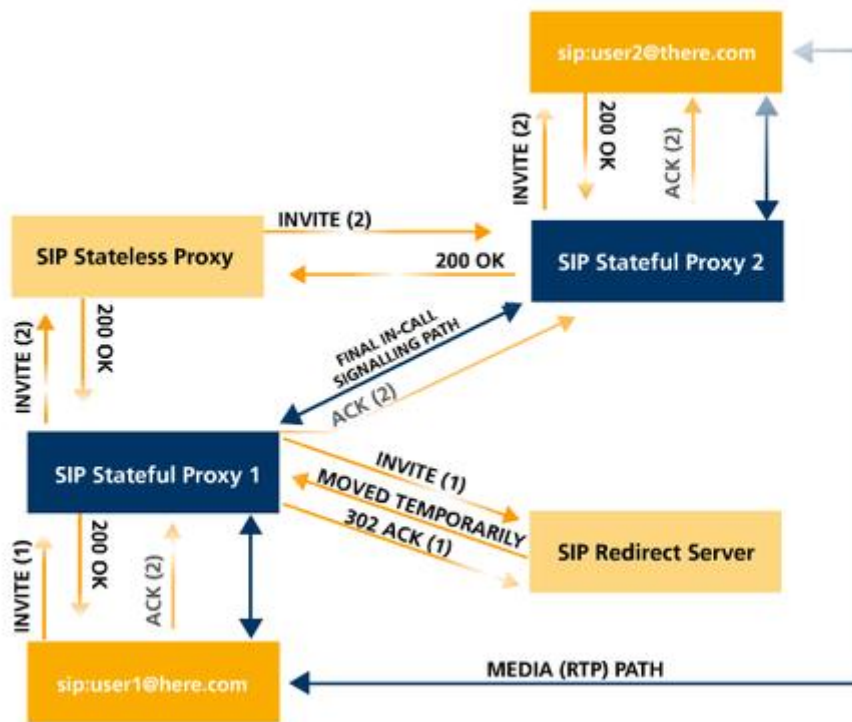 sip:user2@there.com
INVITE (2)
200 OK
ACK (2)
SIP Stateless Proxy
INVITE (2)
200 OK
SIP Stateful Proxy 2
INVITE (2)
200 OK
FINAL IN-CALL
SIGNALLING PATH
ACK (2)
SIP Stateful Proxy 1
INVITE (1)
MOVED TEMPORARILY
302 ACK (1)
SIP Redirect Server
INVITE (1)
200 OK
ACK (2)
sip:user1@here.com
MEDIA (RTP) PATH